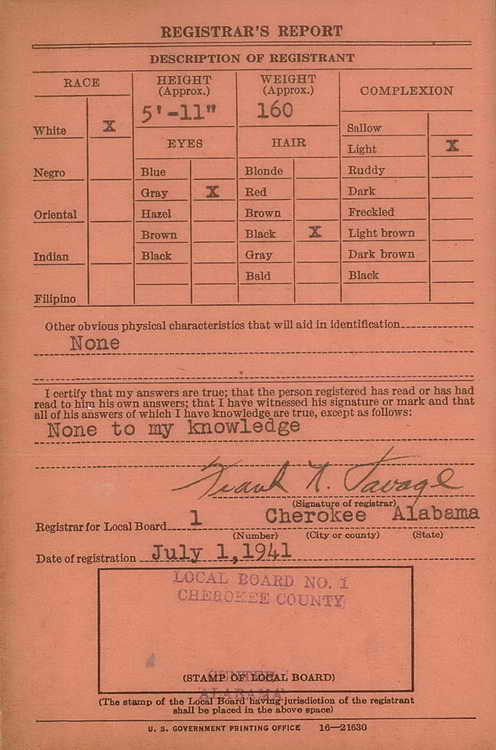 REGISTRAR'S REPORT
DESCRIPTION OF REGISTRANT
RACE
HEIGHT (Approx.)
WEIGHT (Approx.)
COMPLEXION
5'-11"
160
White X
EYES
HAIR
Sallow
Light X
Negro
Blue
Blonde
Ruddy
Gray X
Red
Dark
Oriental
Hazel
Brown
Freckled
Brown
Black X
Light brown
Indian
Black
Gray
Dark brown
Bald
Black
Filipino
Other obvious physical characteristics that will aid in identification
None
I certify that my answers are true; that the person registered has read or has had
read to him his own answers; that I have witnessed his signature or mark and that
all of his answers of which I have knowledge are true, except as follows:
None to my knowledge
Frank N. Savage
(Signature of registrar)
Registrar for Local Board 1 Cherokee Alabama
(Number) (City or county) (State)
Date of registration July 1,1941
LOCAL BOARD NO. 1
CHEROKEE COUNTY
(STAMP OF LOCAL BOARD)
ALABAMA
(The stamp of the Local Board having jurisdiction of the registrant
shall be placed in the above space)
U. S. GOVERNMENT PRINTING OFFICE 16—21630